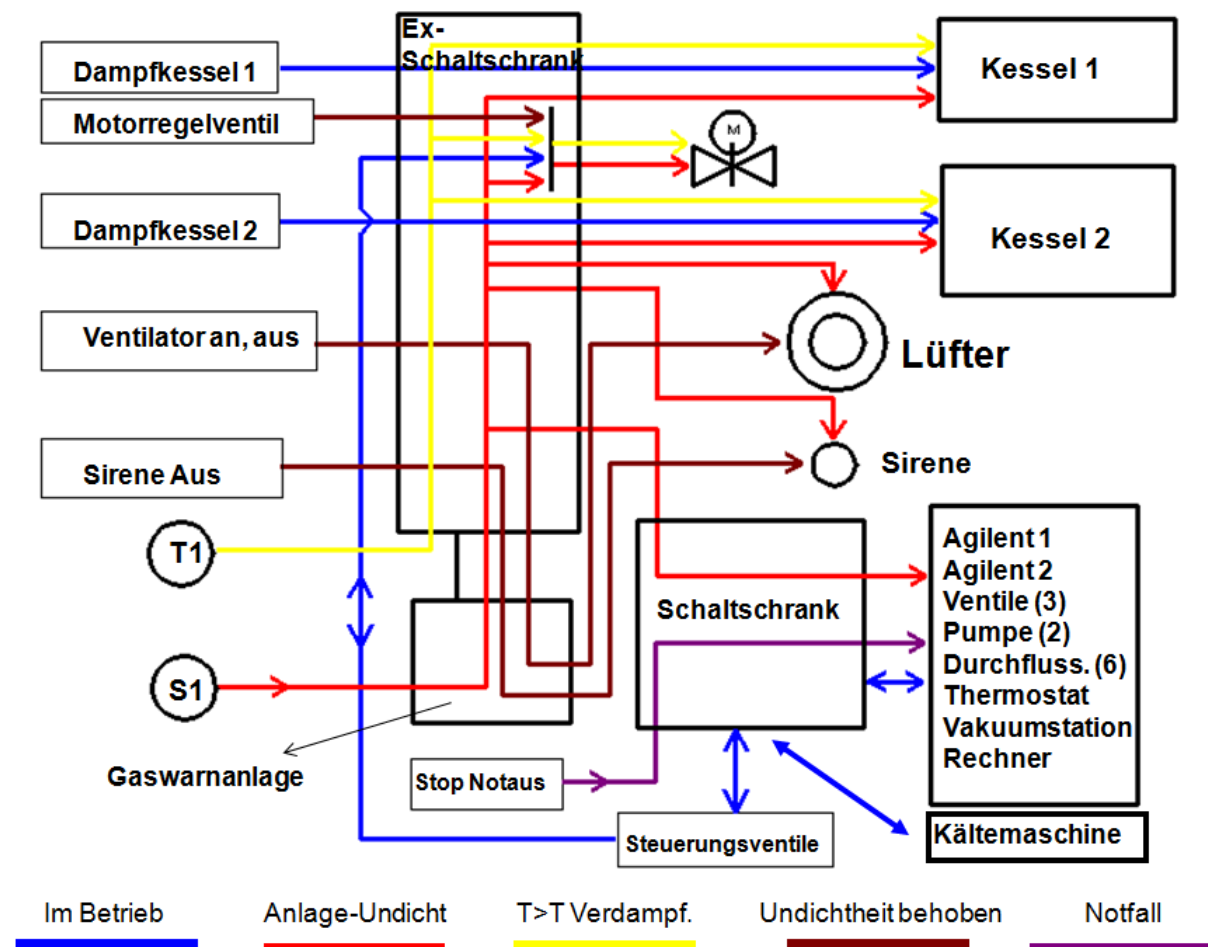 Ex-
Schaltschrank
Dampfkessel 1
Kessel 1
Motorregelventil
M
Dampfkessel 2
Kessel 2
Ventilator an, aus
Lüfter
Sirene Aus
Sirene
T1
Agilent 1
Agilent 2
Ventile (3)
Pumpe (2)
Durchfluss. (6)
Thermostat
Vakuumstation
Rechner
Schaltschrank
S1
Gaswarnanlage
Stop Notaus
Steuerungsventile
Kältemaschine
Im Betrieb
Anlage-Undicht
T>T Verdampf.
Undichtheit behoben
Notfall